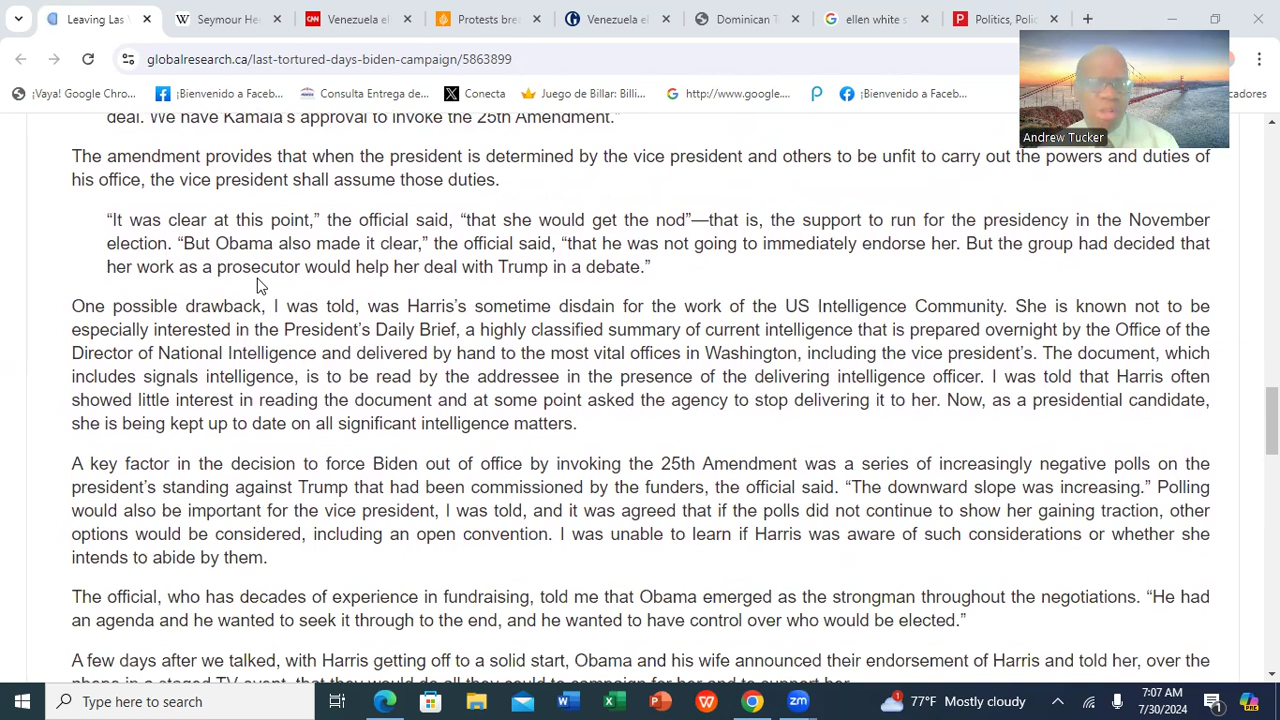 Leaving Las V
Seymour He
Venezuela el
Protests bre
Venezuela el
Dominican T
ellen white s
Politics, Poli
globalresearch.ca/last-tortured-days-biden-campaign/5863899
¡Vaya! Google Chro...
¡Bienvenido a Faceb...
Consulta Entrega de...
Conecta
Juego de Billar: Billi...
http://www.google....
¡Bienvenido a Faceb...
cadores
Andrew Tucker
deal. We have Kamala's approval to invoke the 25th Amendment.”
The amendment provides that when the president is determined by the vice president and others to be unfit to carry out the powers and duties of
his office, the vice president shall assume those duties.
“It was clear at this point,” the official said, “that she would get the nod”—that is, the support to run for the presidency in the November
election. “But Obama also made it clear,” the official said, “that he was not going to immediately endorse her. But the group had decided that
her work as a prosecutor would help her deal with Trump in a debate.”
One possible drawback, I was told, was Harris’s sometime disdain for the work of the US Intelligence Community. She is known not to be
especially interested in the President’s Daily Brief, a highly classified summary of current intelligence that is prepared overnight by the Office of the
Director of National Intelligence and delivered by hand to the most vital offices in Washington, including the vice president’s. The document, which
includes signals intelligence, is to be read by the addressee in the presence of the delivering intelligence officer. I was told that Harris often
showed little interest in reading the document and at some point asked the agency to stop delivering it to her. Now, as a presidential candidate,
she is being kept up to date on all significant intelligence matters.
A key factor in the decision to force Biden out of office by invoking the 25th Amendment was a series of increasingly negative polls on the
president’s standing against Trump that had been commissioned by the funders, the official said. “The downward slope was increasing.” Polling
would also be important for the vice president, I was told, and it was agreed that if the polls did not continue to show her gaining traction, other
options would be considered, including an open convention. I was unable to learn if Harris was aware of such considerations or whether she
intends to abide by them.
The official, who has decades of experience in fundraising, told me that Obama emerged as the strongman throughout the negotiations. “He had
an agenda and he wanted to seek it through to the end, and he wanted to have control over who would be elected.”
A few days after we talked, with Harris getting off to a solid start, Obama and his wife announced their endorsement of Harris and told her, over the
phone in a staged TV event, that they would do all they could to campaign for her and to support her.
Type here to search
77°F Mostly cloudy
7:07 AM
7/30/2024